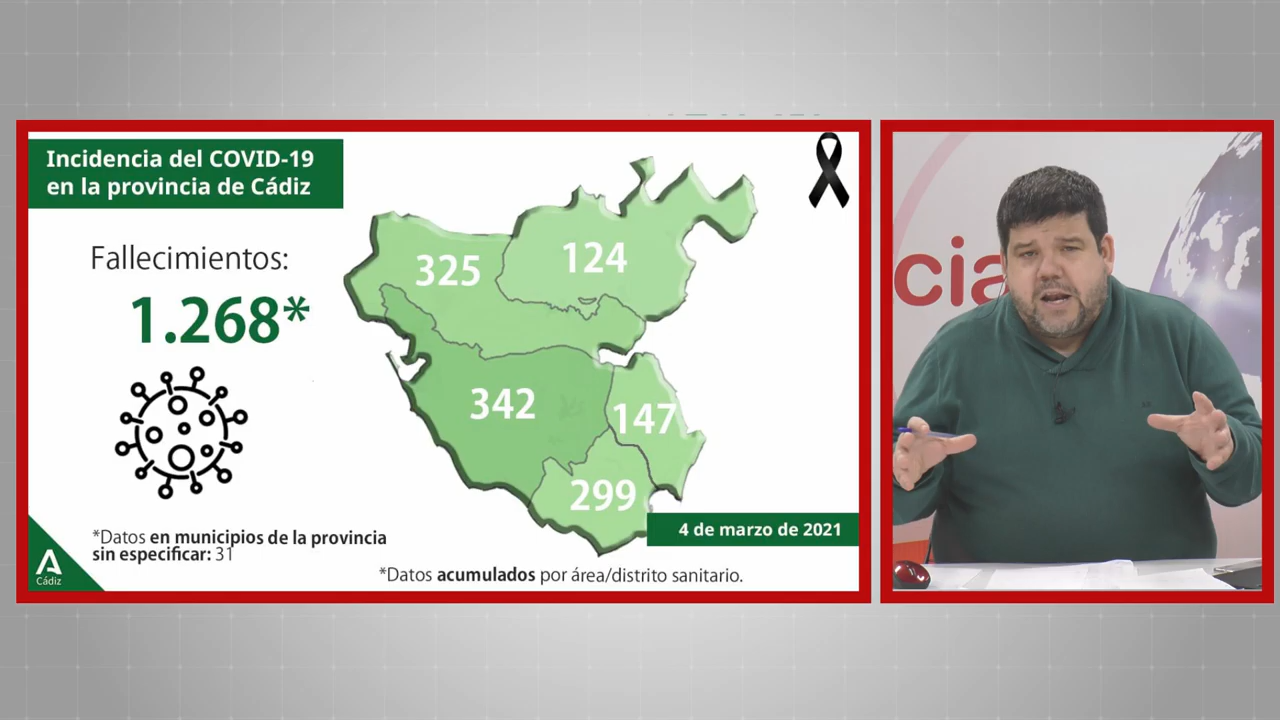 Incidencia del COVID-19
en la provincia de Cádiz
Fallecimientos:
1.268*
325
124
342
147
299
*Datos en municipios de la provincia
sin especificar: 31
4 de marzo de 2021
*Datos acumulados por área/distrito sanitario.
Cádiz
cia